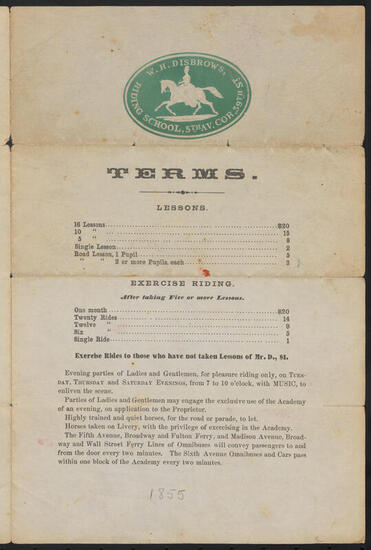 W. H. DISBROWS,
RIDING SCHOOL, 5TH AV. COR. 39TH ST
TERMS.
LESSONS.
16 Lessons $20
10 " 15
5 " 8
Single Lesson 2
Road Lesson, 1 Pupil 5
" " 2 or more Pupils, each 3
EXERCISE RIDING.
After taking Five or more Lessons.
One month $20
Twenty Rides 14
Twelve " 9
Six " 5
Single Ride 1
Exercise Rides to those who have not taken Lessons of Mr. D., $1.
Evening parties of Ladies and Gentlemen, for pleasure riding only, on TUES-
DAY, THURSDAY and SATURDAY EVENINGS, from 7 to 10 o'clock, with MUSIC, to
enliven the scene.
Parties of Ladies and Gentlemen may engage the exclusive use of the Academy
of an evening, on application to the Proprietor.
Highly trained and quiet horses, for the road or parade, to let.
Horses taken on Livery, with the privilege of exercising in the Academy.
The Fifth Avenue, Broadway and Fulton Ferry, and Madison Avenue, Broad-
way and Wall Street Ferry Lines of Omnibuses will convey passengers to and
from the door every two minutes. The Sixth Avenue Omnibuses and Cars pass
within one block of the Academy every two minutes.
1855